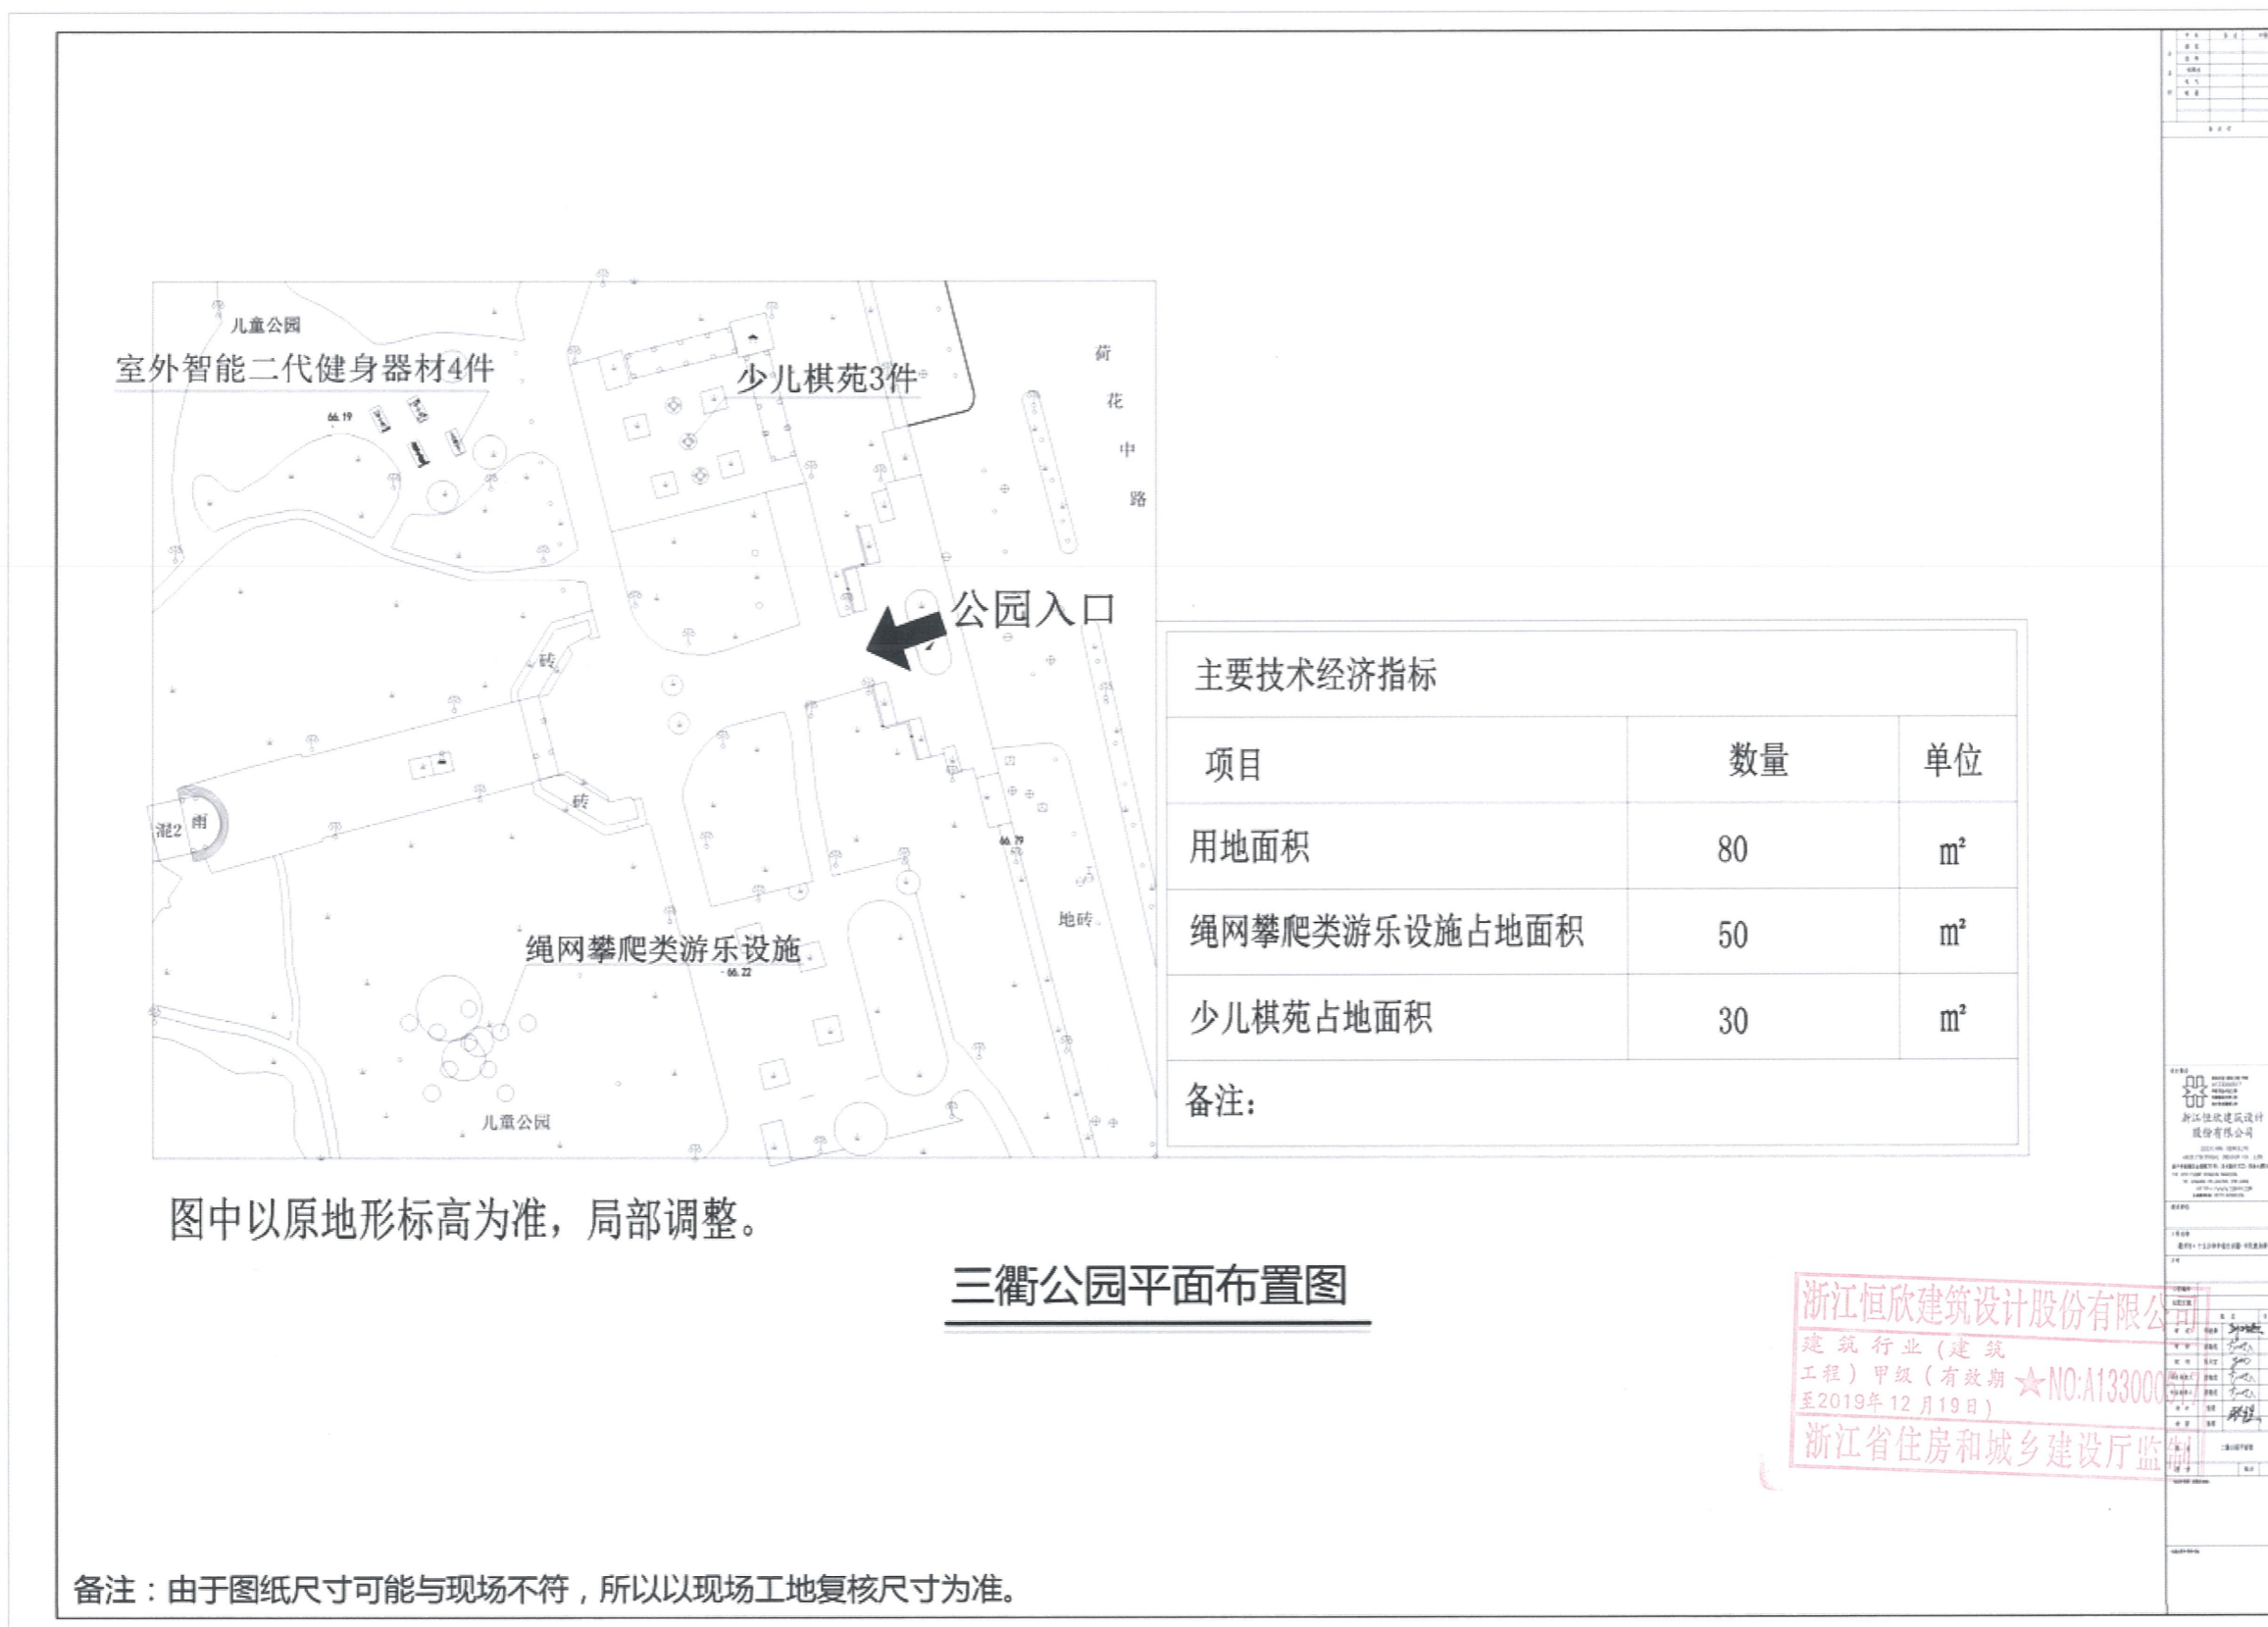 儿童公园
室外智能二代健身器材4件
少儿棋苑3件
66.19
荷
花
中
路
公园入口
砖
砖
混2
雨
66.79
地砖
绳网攀爬类游乐设施
66.22
儿童公园
主要技术经济指标
项目 数量 单位
用地面积 80 m²
绳网攀爬类游乐设施占地面积 50 m²
少儿棋苑占地面积 30 m²
备注：
图中以原地形标高为准，局部调整。
三衢公园平面布置图
浙江恒欣建筑设计
股份有限公司
浙江恒欣建筑设计股份有限公司
建筑行业(建筑
工程)甲级(有效期
至2019年12月19日)
★NO:A133000517
浙江省住房和城乡建设厅监制
备注：由于图纸尺寸可能与现场不符，所以以现场工地复核尺寸为准。